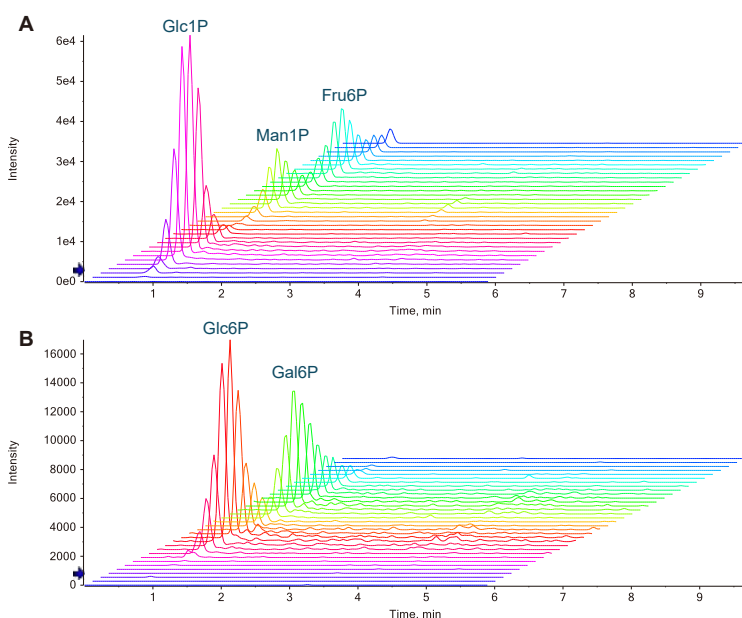 A
Glc1P
6e4
5e4
Fru6P
4e4
Man1P
3e4
2e4
1e4
0e0
Intensity
1 2 3 4 5 6 7 8 9
Time, min
B
Glc6P
16000
Gal6P
14000
12000
10000
8000
6000
4000
2000
0
Intensity
1 2 3 4 5 6 7 8 9
Time, min